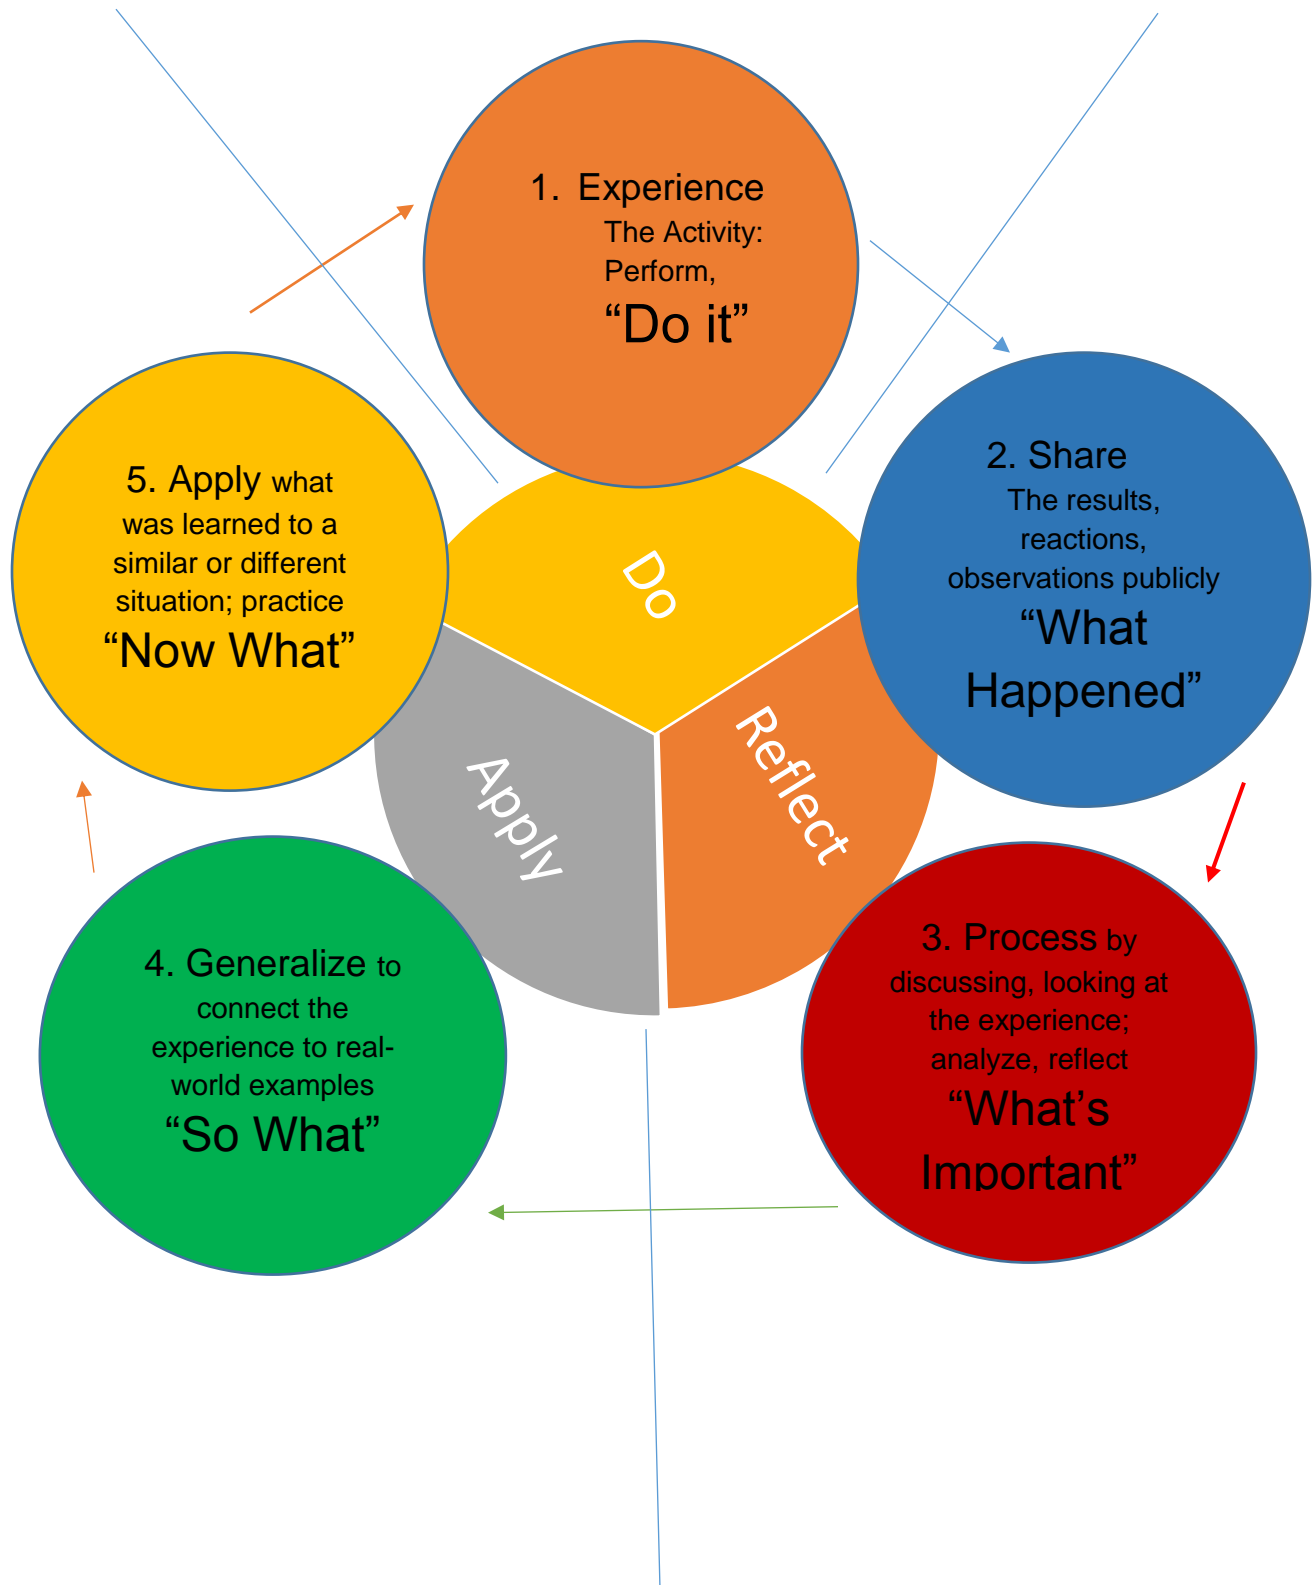 1. Experience
The Activity:
Perform,
“Do it”
2. Share
The results,
reactions,
observations publicly
“What
Happened”
3. Process by
discussing, looking at
the experience;
analyze, reflect
“What’s
Important”
4. Generalize to
connect the
experience to real-
world examples
“So What”
5. Apply what
was learned to a
similar or different
situation; practice
“Now What”
Do
Reflect
Apply